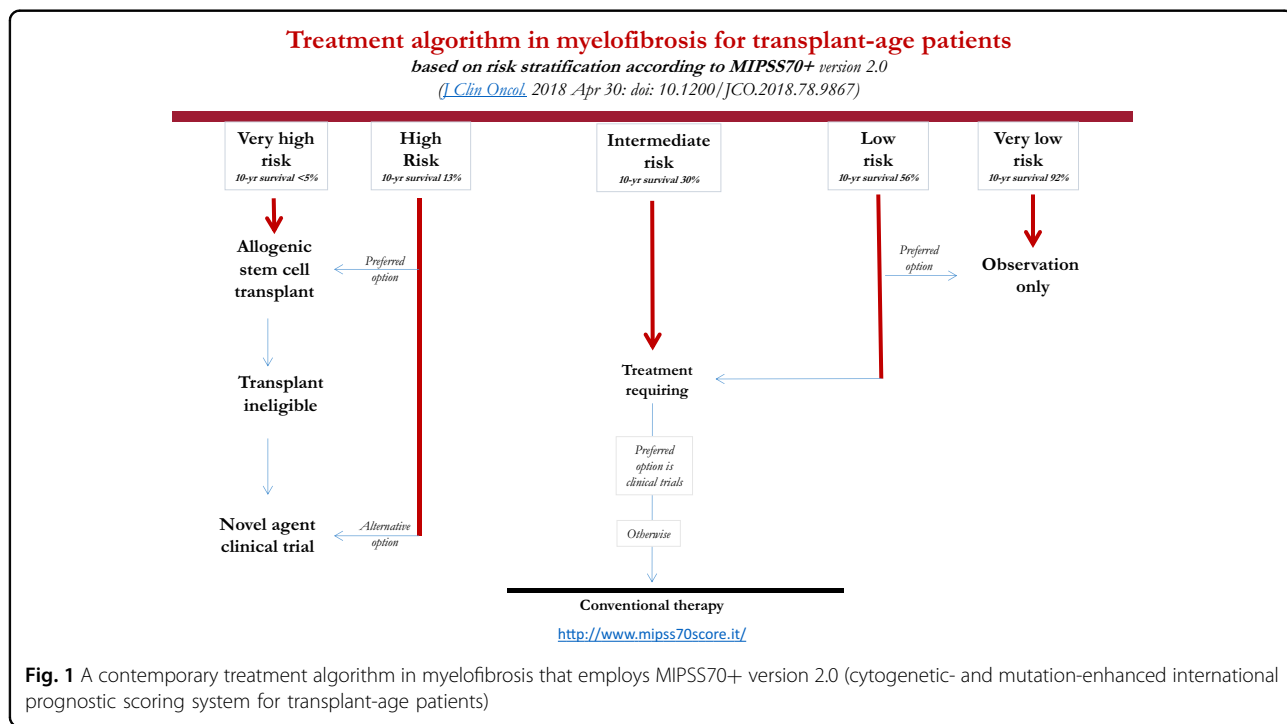 Treatment algorithm in myelofibrosis for transplant-age patients
based on risk stratification according to MIPSS70+ version 2.0
(J Clin Oncol. 2018 Apr 30: doi: 10.1200/JCO.2018.78.9867)
Very high
risk
10-yr survival <5%
High
Risk
10-yr survival 13%
Intermediate
risk
10-yr survival 30%
Low
risk
10-yr survival 56%
Very low
risk
10-yr survival 92%
Allogenic
stem cell
transplant
Preferred
option
Preferred
option
Observation
only
Transplant
ineligible
Treatment
requiring
Preferred
option is
clinical trials
Novel agent
clinical trial
Alternative
option
Otherwise
Conventional therapy
http://www.mipss70score.it/
Fig. 1 A contemporary treatment algorithm in myelofibrosis that employs MIPSS70+ version 2.0 (cytogenetic- and mutation-enhanced international
prognostic scoring system for transplant-age patients)